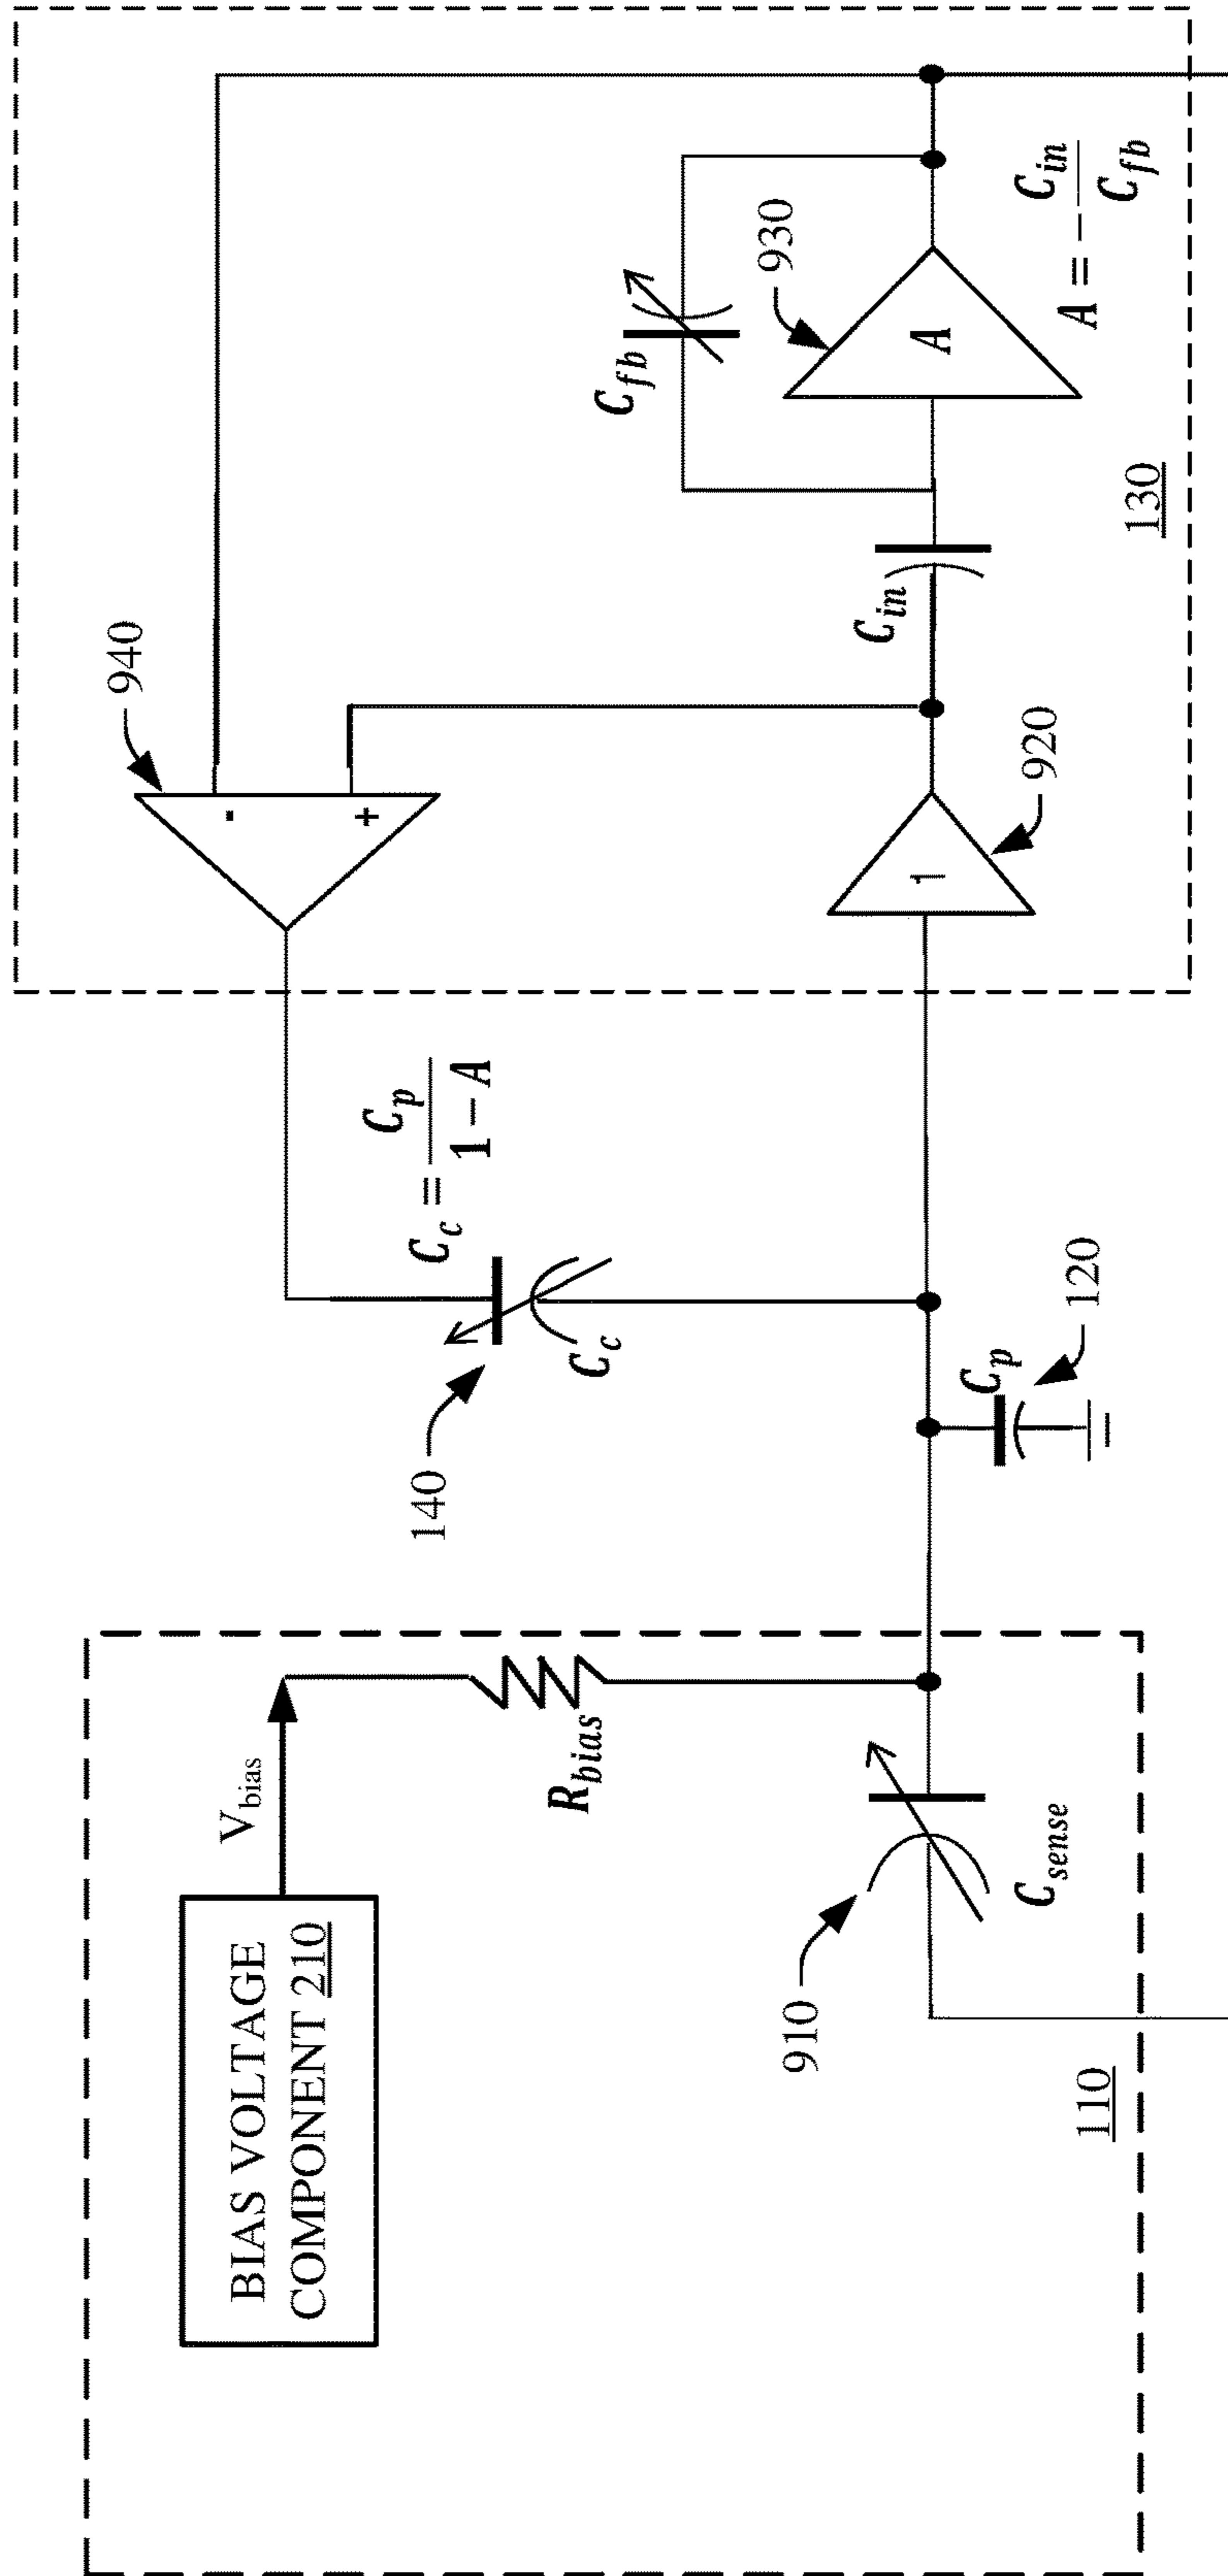 BIAS VOLTAGE
COMPONENT 210
V_bias
R_bias
910
C_sense
110
140
C_c
C_c = C_p / (1 − A)
C_p
120
940
-
+
1
920
C_in
C_fb
930
A
A = − C_in / C_fb
130